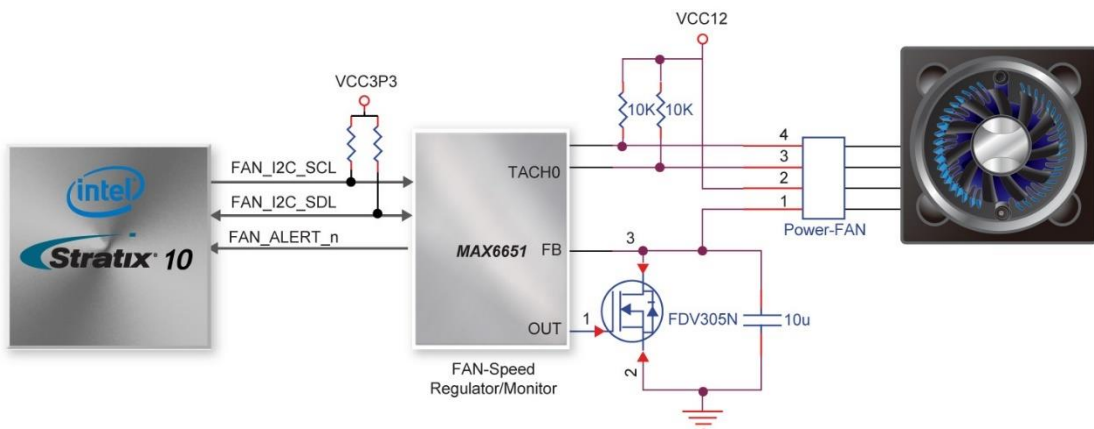 VCC12
VCC3P3
10K 10K
4
3
2
1
Power-FAN
intel
Stratix® 10
FAN_I2C_SCL
FAN_I2C_SDL
FAN_ALERT_n
TACH0
MAX6651
FB
OUT
3
1
2
FDV305N
10u
FAN-Speed
Regulator/Monitor